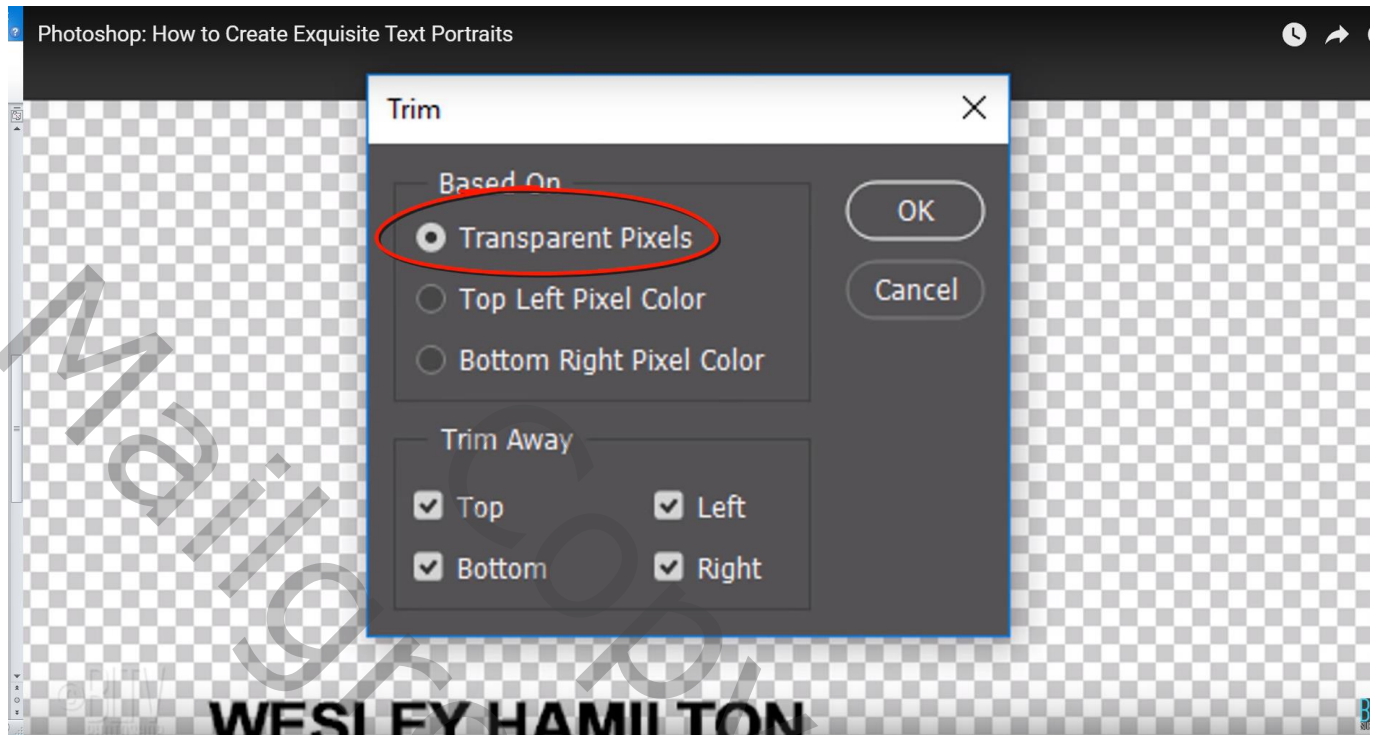 Photoshop: How to Create Exquisite Text Portraits
Trim
Based On
Transparent Pixels
OK
Top Left Pixel Color
Cancel
Bottom Right Pixel Color
Trim Away
Top
Left
Bottom
Right
WESLEY HAMILTON
Copy